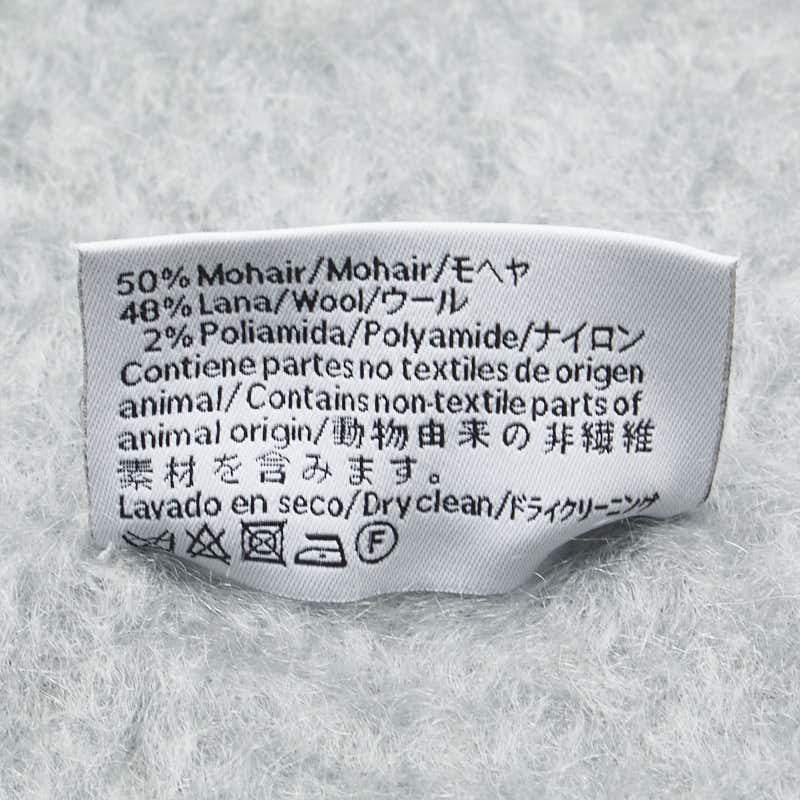 50% Mohair/Mohair/モヘヤ
48% Lana/Wool/ウール
2% Poliamida/Polyamide/ナイロン
Contiene partes no textiles de origen
animal/Contains non-textile parts of
animal origin/動物由来の非繊維
素材を含みます。
Lavado en seco/Dry clean/ドライクリーニング
F